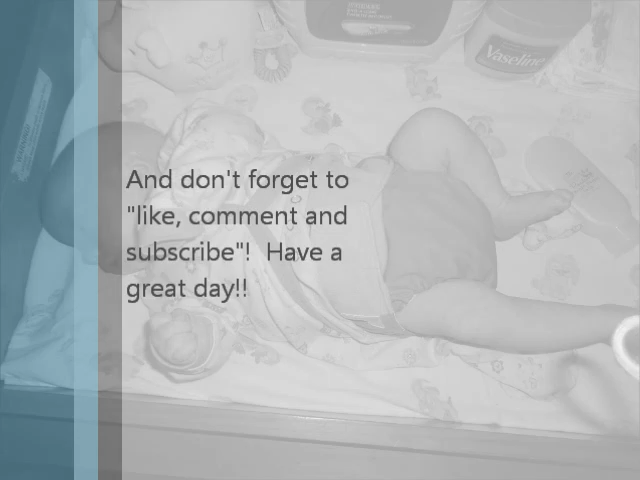 Vaseline
And don't forget to
"like, comment and
subscribe"!  Have a
great day!!